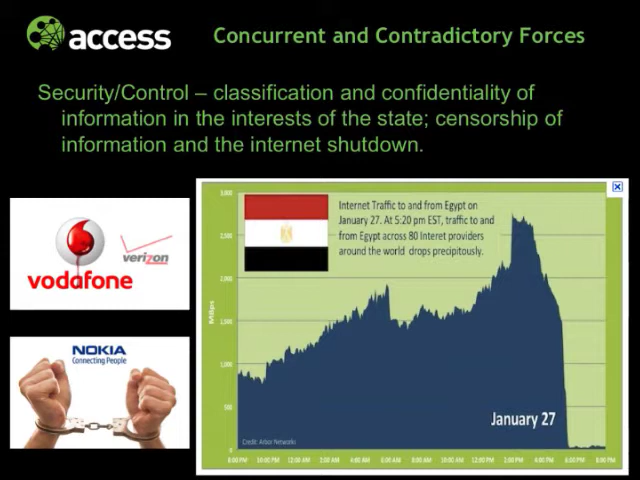 access
Concurrent and Contradictory Forces
Security/Control – classification and confidentiality of
information in the interests of the state; censorship of
information and the internet shutdown.
vodafone
verizon
NOKIA
Connecting People
Internet Traffic to and from Egypt on
January 27. At 5:20 pm EST, traffic to and
from Egypt across 80 Interet providers
around the world drops precipitously.
3,000
2,500
2,000
1,500
1,000
500
0
MBps
January 27
Credit: Arbor Networks
8:00 PM 10:00 PM 12:00 AM 2:00 AM 4:00 AM 6:00 AM 8:00 AM 10:00 AM 12:00 PM 2:00 PM 4:00 PM 6:00 PM 8:00 PM